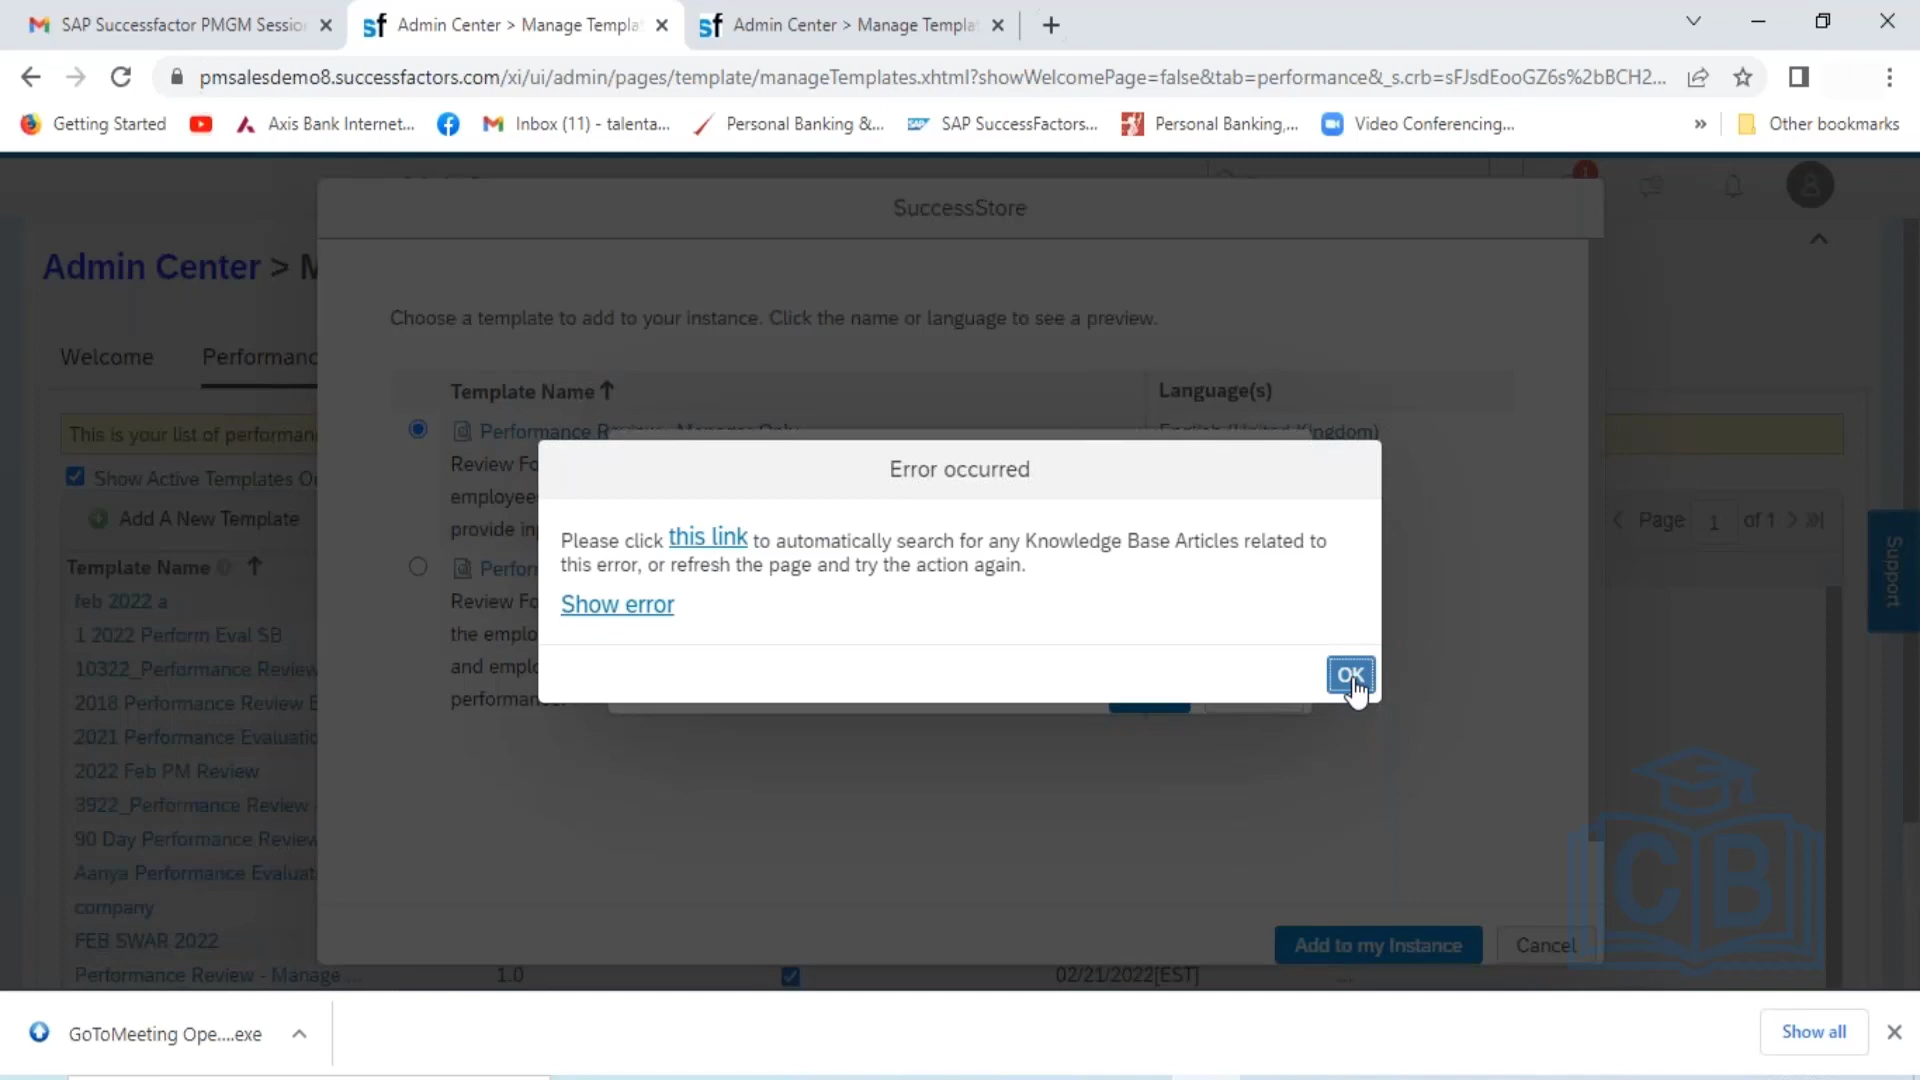 SAP Successfactor PMGM Session
Admin Center > Manage Templa
Admin Center > Manage Templa
pmsalesdemo8.successfactors.com/xi/ui/admin/pages/template/manageTemplates.xhtml?showWelcomePage=false&tab=performance&_s.crb=sFJsdEooGZ6s%2bBCH2...
Getting Started
Axis Bank Internet...
Inbox (11) - talenta...
Personal Banking &...
SAP SuccessFactors...
Personal Banking,...
Video Conferencing...
»
Other bookmarks
SuccessStore
Admin Center > M
Choose a template to add to your instance. Click the name or language to see a preview.
Welcome
Performanc
Template Name
Language(s)
This is your list of performan
Performance Review - Manager Only
English (United Kingdom)
Review Fo
Show Active Templates O
employee
Error occurred
Add A New Template
provide in
Page 1 of 1
Please click this link to automatically search for any Knowledge Base Articles related to
this error, or refresh the page and try the action again.
Show error
OK
Support
Template Name
Perfor
feb 2022 a
Review Fo
1 2022 Perform Eval SB
the emplo
10322_Performance Review
and emplo
2018 Performance Review E
performan
2021 Performance Evaluatio
2022 Feb PM Review
3922_Performance Review -
90 Day Performance Review
Aanya Performance Evaluat
company
FEB SWAR 2022
Add to my Instance
Cancel
Performance Review - Manage...
1.0
02/21/2022[EST]
...
CB
GoToMeeting Ope....exe
Show all